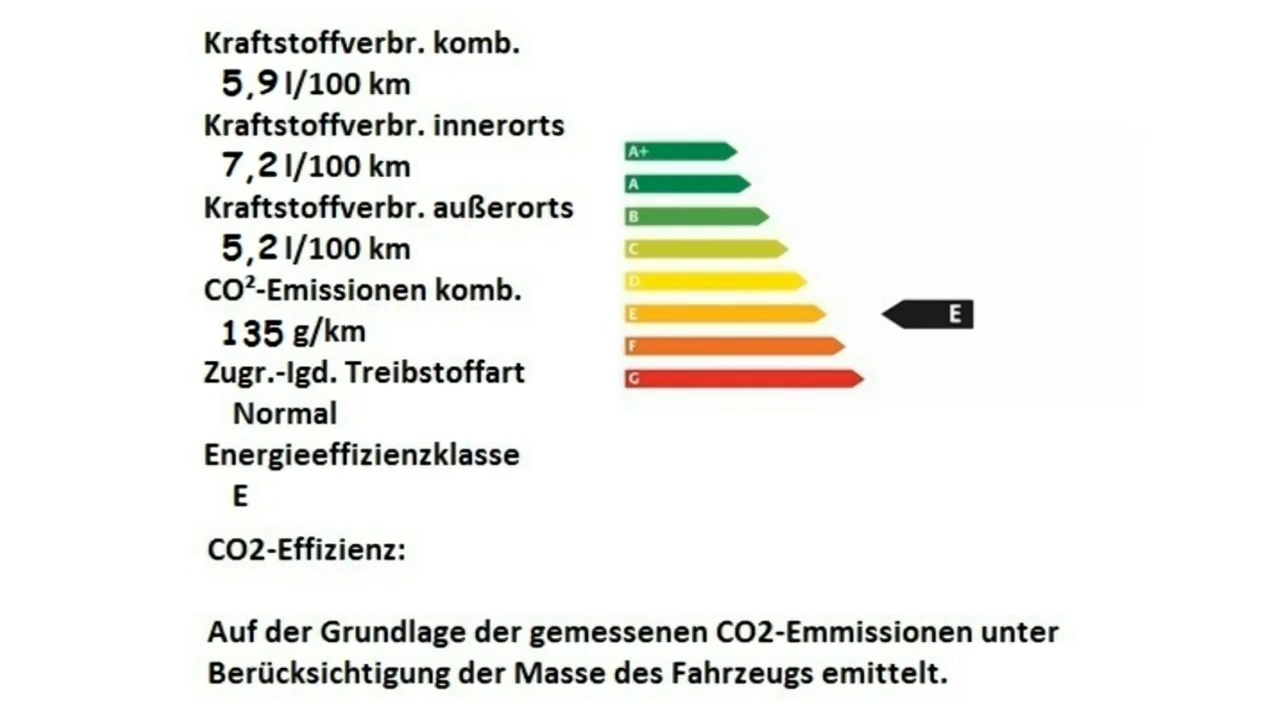 Kraftstoffverbr. komb.
5,9 l/100 km
Kraftstoffverbr. innerorts
7,2 l/100 km
Kraftstoffverbr. außerorts
5,2 l/100 km
CO²-Emissionen komb.
135 g/km
Zugr.-lgd. Treibstoffart
Normal
Energieeffizienzklasse
E
A+
A
B
C
D
E
E
F
G
CO2-Effizienz:
Auf der Grundlage der gemessenen CO2-Emmissionen unter
Berücksichtigung der Masse des Fahrzeugs emittelt.